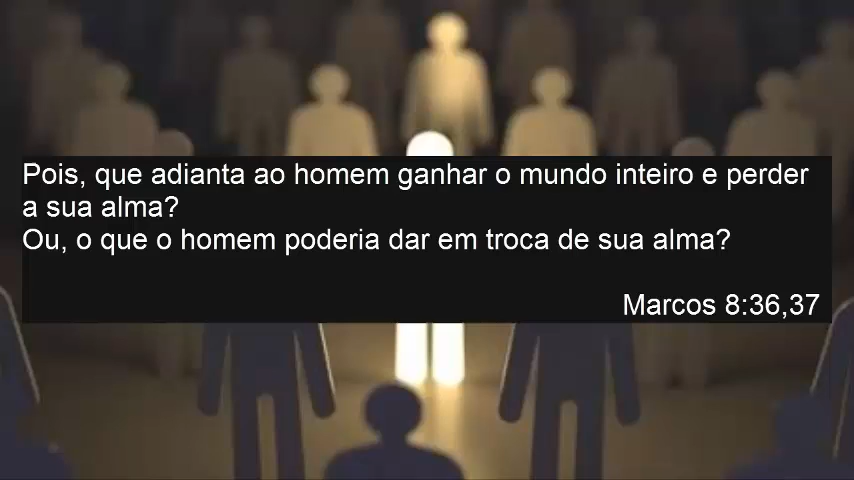 Pois, que adianta ao homem ganhar o mundo inteiro e perder
a sua alma?
Ou, o que o homem poderia dar em troca de sua alma?
Marcos 8:36,37